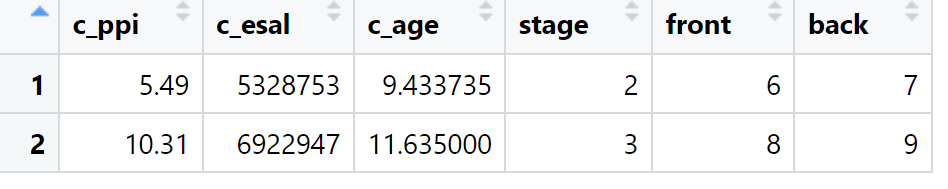 c_ppi c_esal c_age stage front back
1 5.49 5328753 9.433735 2 6 7
2 10.31 6922947 11.635000 3 8 9